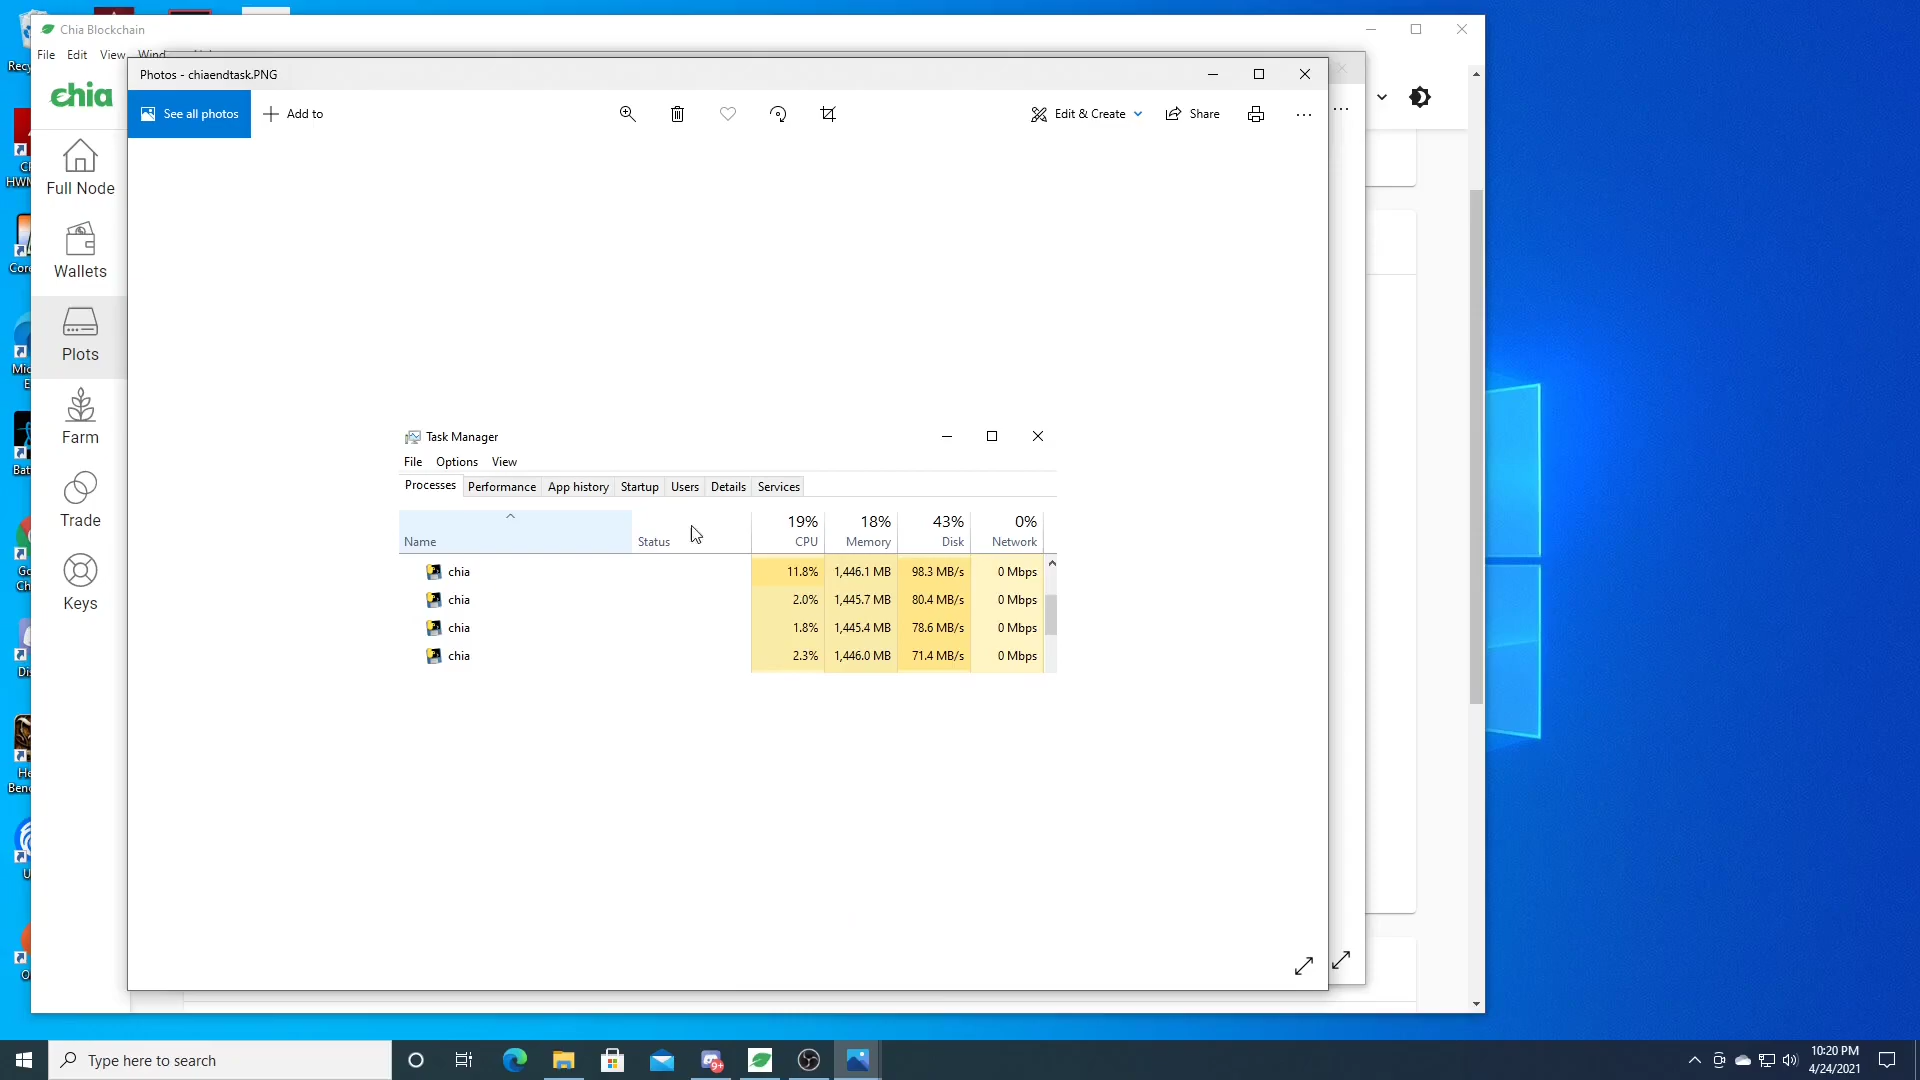 Chia Blockchain
File Edit View
Photos - chiaendtask.PNG
chia
See all photos
Add to
Edit & Create
Share
Full Node
Wallets
Plots
Farm
Trade
Keys
Task Manager
File Options View
Processes Performance App history Startup Users Details Services
19% 18% 43% 0%
Name Status CPU Memory Disk Network
chia 11.8% 1,446.1 MB 98.3 MB/s 0 Mbps
chia 2.0% 1,445.7 MB 80.4 MB/s 0 Mbps
chia 1.8% 1,445.4 MB 78.6 MB/s 0 Mbps
chia 2.3% 1,446.0 MB 71.4 MB/s 0 Mbps
Type here to search
9+
10:20 PM
4/24/2021